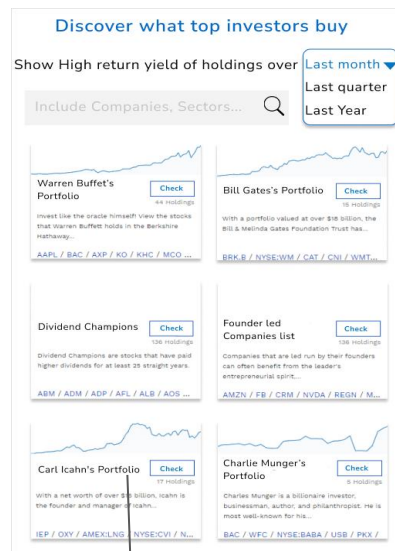 Discover what top investors buy
Show High return yield of holdings over
Last month
Last quarter
Last Year
Include Companies, Sectors...
Warren Buffet's
Portfolio
Check
44 Holdings
Invest like the oracle himself! View the stocks
that Warren Buffett holds in the Berkshire
Hathaway...
AAPL / BAC / AXP / KO / KHC / MCO ...
Bill Gates's Portfolio
Check
19 Holdings
With a portfolio valued at over $18 billion, the
Bill & Melinda Gates Foundation Trust has...
BRK.B / NYSE:WM / CAT / CNI / WMT...
Dividend Champions
Check
136 Holdings
Dividend Champions are stocks that have paid
higher dividends for at least 25 straight years.
ABM / ADM / ADP / AFL / ALB / AOS ...
Founder led
Companies list
Check
136 Holdings
Companies that are led run by their founders
can often benefit from the leader's
entrepreneurial spirit,...
AMZN / FB / CRM / NVDA / REGN / M...
Carl Icahn's Portfolio
Check
17 Holdings
With a net worth of over billion, Icahn is
the founder and manager of Icahn...
IEP / OXY / AMEX:LNG / NYSE:CVI / N...
Charlie Munger's
Portfolio
Check
5 Holdings
Charles Munger is a billionaire investor,
businessman, author, and philanthropist. He is
most well-known for his...
BAC / WFC / NYSE:BABA / USB / PKX /